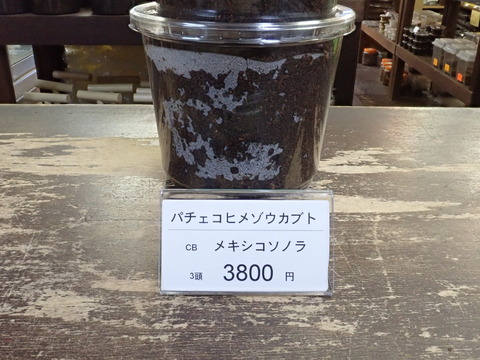 パチェコヒメゾウカブト
CB メキシコソノラ
3頭 3800 円